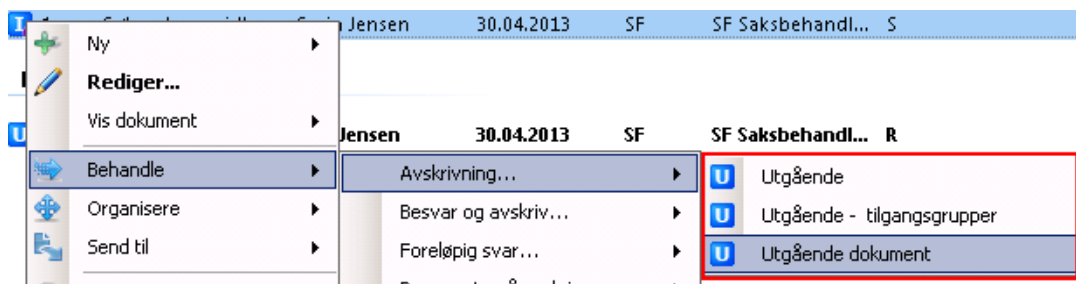 I Jensen 30.04.2013 SF SF Saksbehandl... S
Ny
Rediger...
Vis dokument
U Jensen 30.04.2013 SF SF Saksbehandl... R
Behandle
Avskrivning...
U Utgående
Organisere
Besvar og avskriv...
U Utgående - tilgangsgrupper
Send til
Foreløpig svar...
U Utgående dokument